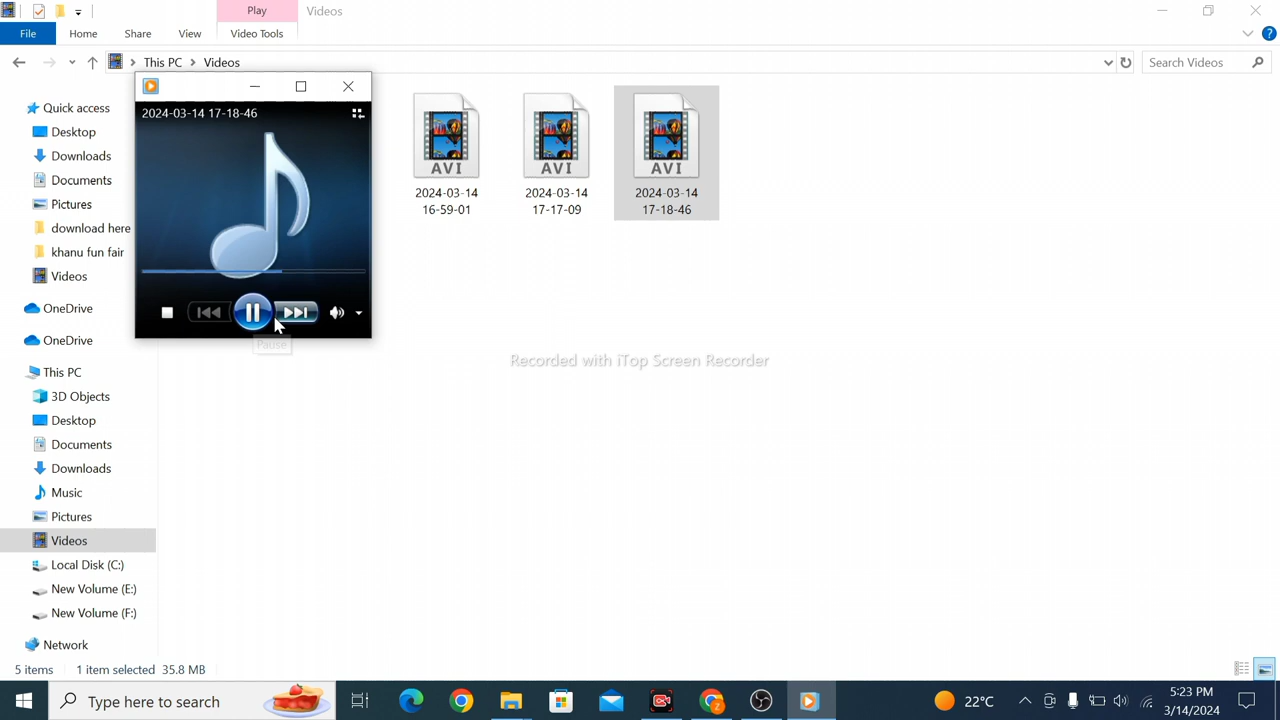 Play
Videos
File
Home
Share
View
Video Tools
This PC
Videos
Search Videos
2024-03-14 17-18-46
Pause
Quick access
Desktop
Downloads
Documents
Pictures
download here
khanu fun fair
Videos
OneDrive
OneDrive
This PC
3D Objects
Desktop
Documents
Downloads
Music
Pictures
Videos
Local Disk (C:)
New Volume (E:)
New Volume (F:)
Network
AVI
2024-03-14
16-59-01
AVI
2024-03-14
17-17-09
AVI
2024-03-14
17-18-46
Recorded with iTop Screen Recorder
5 items
1 item selected 35.8 MB
Type here to search
22°C
5:23 PM
3/14/2024